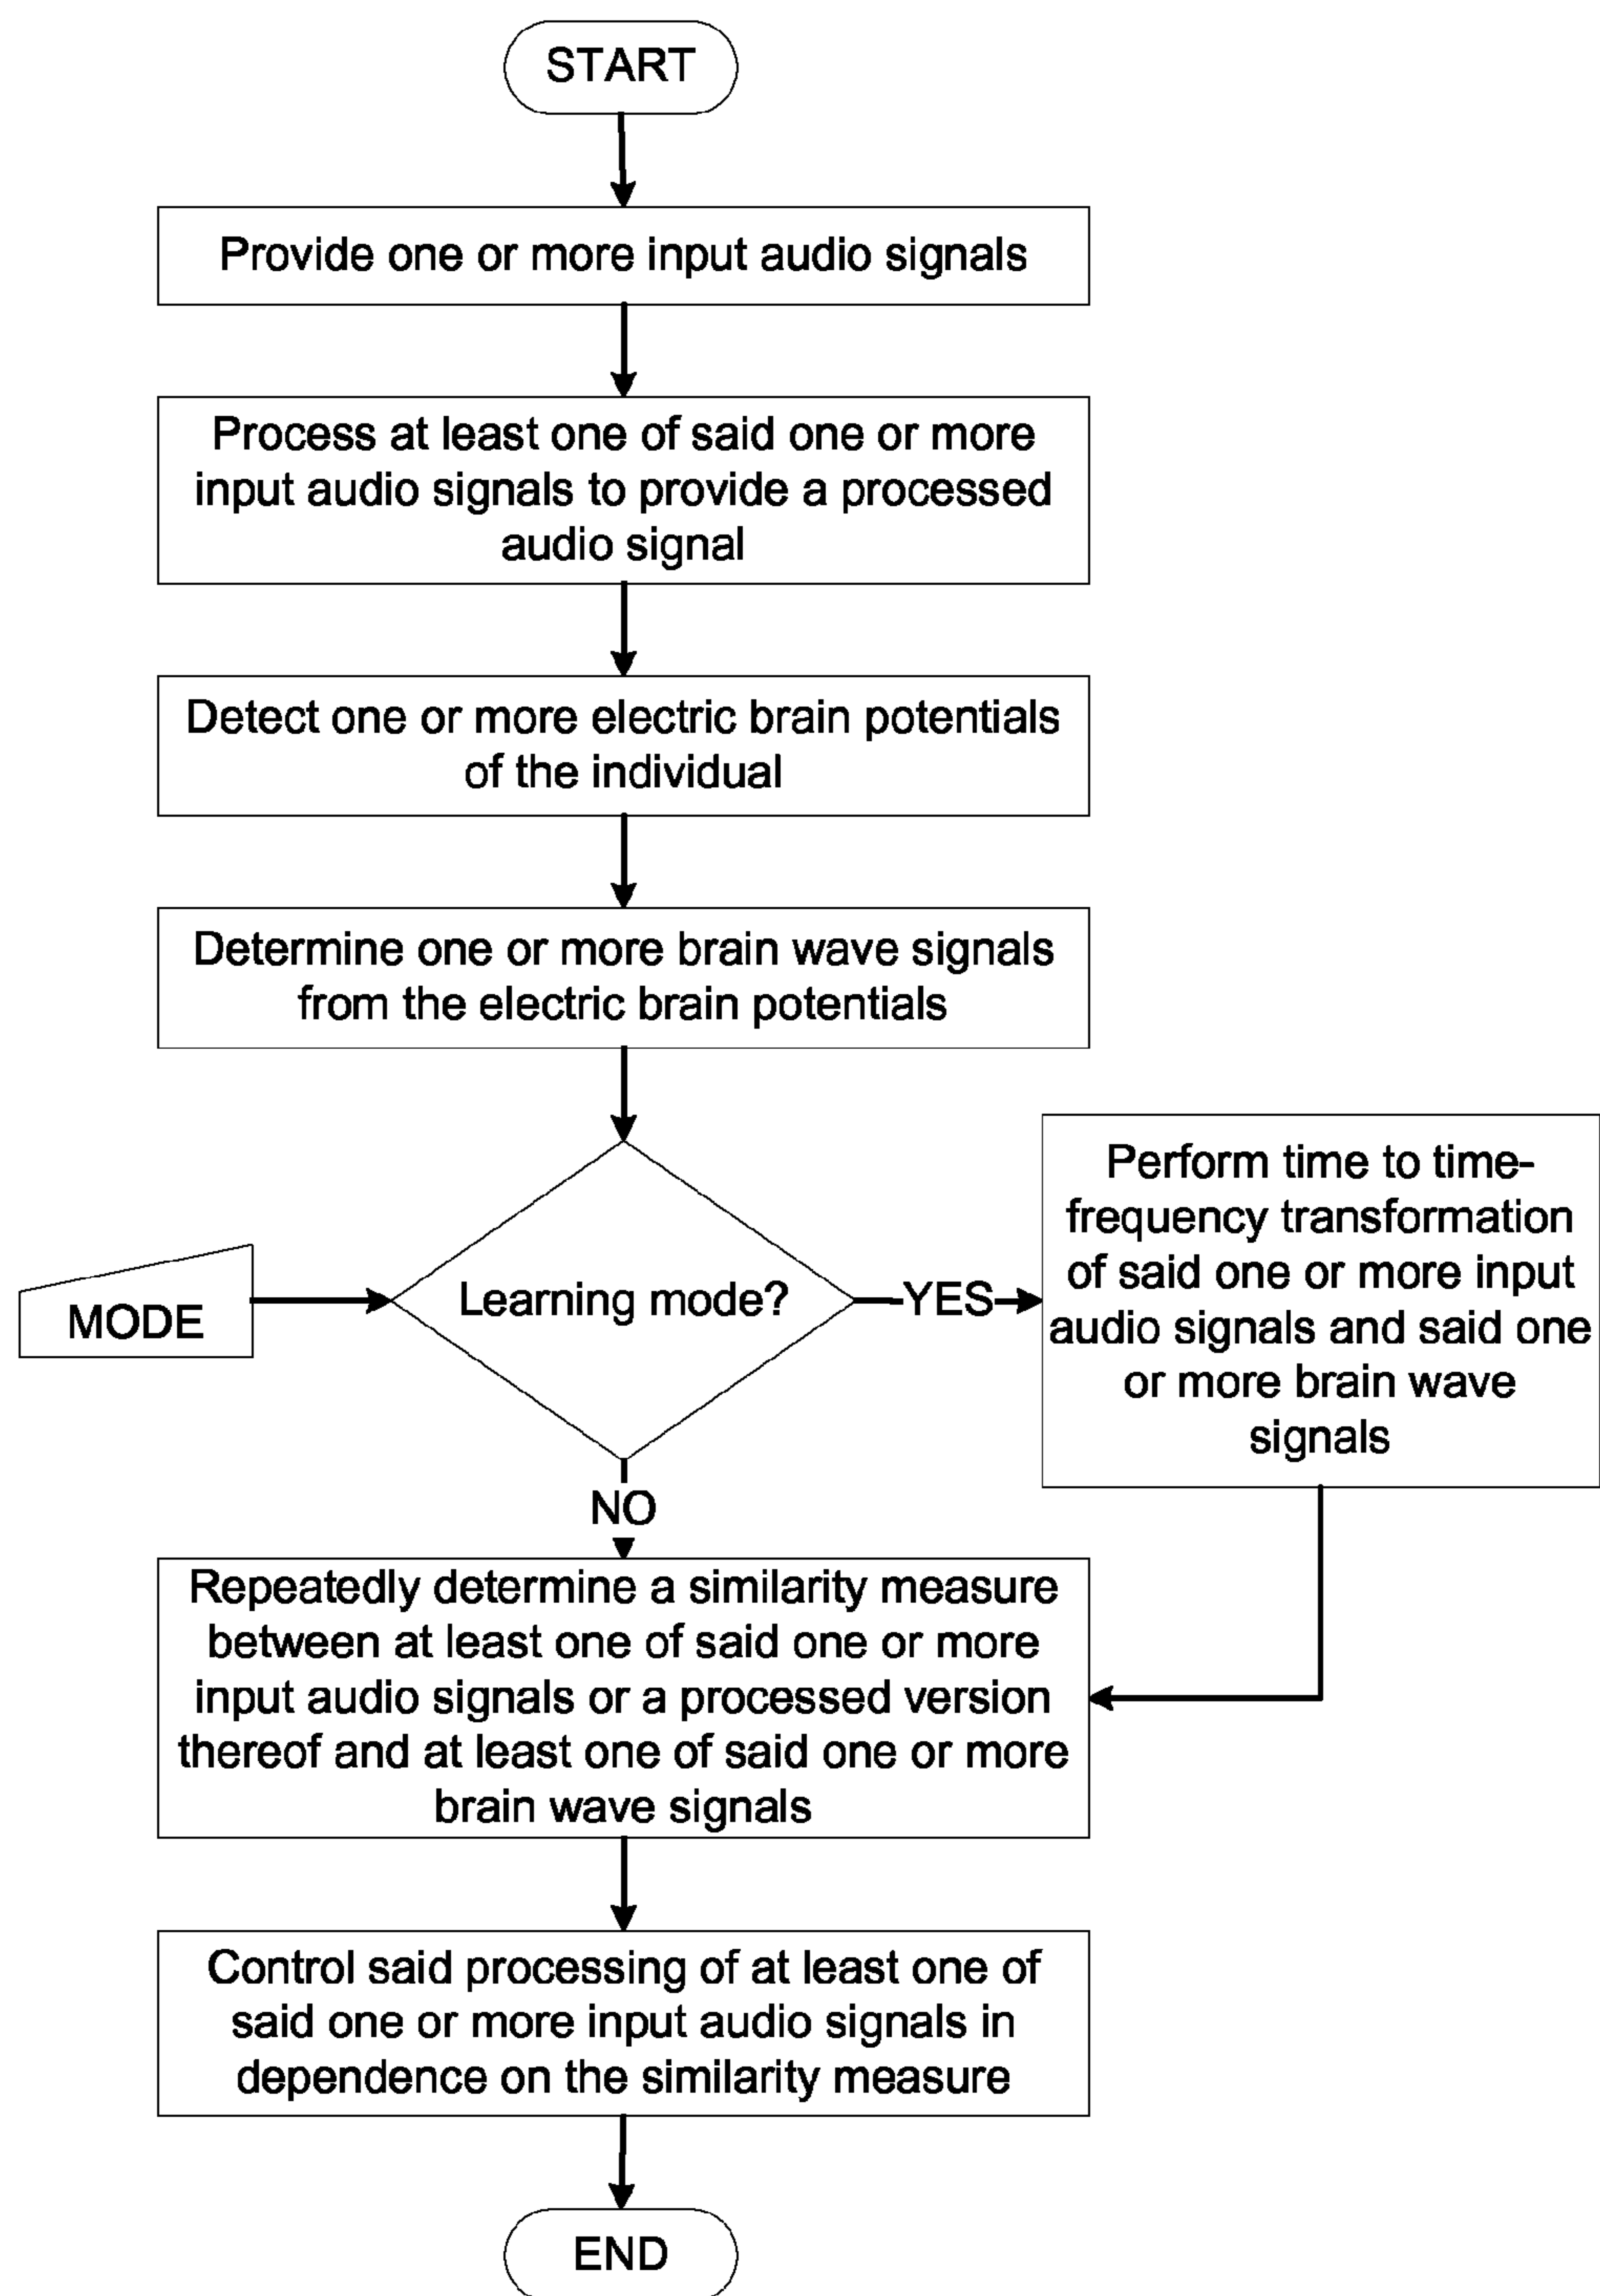 START
Provide one or more input audio signals
Process at least one of said one or more
input audio signals to provide a processed
audio signal
Detect one or more electric brain potentials
of the individual
Determine one or more brain wave signals
from the electric brain potentials
MODE
Learning mode?
YES
Perform time to time-
frequency transformation
of said one or more input
audio signals and said one
or more brain wave
signals
NO
Repeatedly determine a similarity measure
between at least one of said one or more
input audio signals or a processed version
thereof and at least one of said one or more
brain wave signals
Control said processing of at least one of
said one or more input audio signals in
dependence on the similarity measure
END